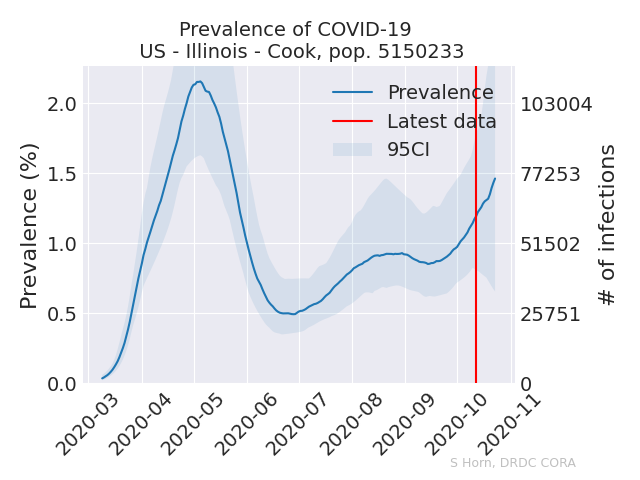 Prevalence of COVID-19
US - Illinois - Cook, pop. 5150233
Prevalence
Latest data
95CI
Prevalence (%)
2.0
1.5
1.0
0.5
0.0
103004
77253
51502
25751
0
# of infections
2020-03
2020-04
2020-05
2020-06
2020-07
2020-08
2020-09
2020-10
2020-11
S Horn, DRDC CORA